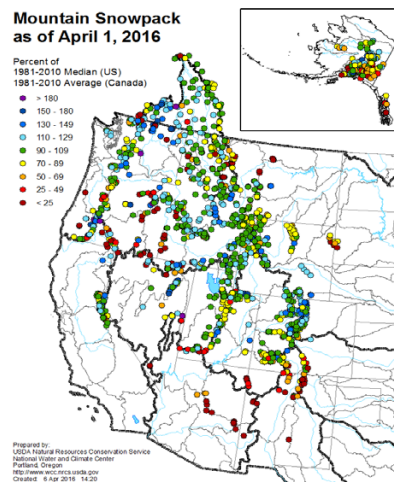 Mountain Snowpack
as of April 1, 2016
Percent of
1981-2010 Median (US)
1981-2010 Average (Canada)
> 180
150 - 180
130 - 149
110 - 129
90 - 109
70 - 89
50 - 69
25 - 49
< 25
Prepared by:
USDA Natural Resources Conservation Service
National Water and Climate Center
Portland, Oregon
http://www.wcc.nrcs.usda.gov
Created: 6 Apr 2016 14:20